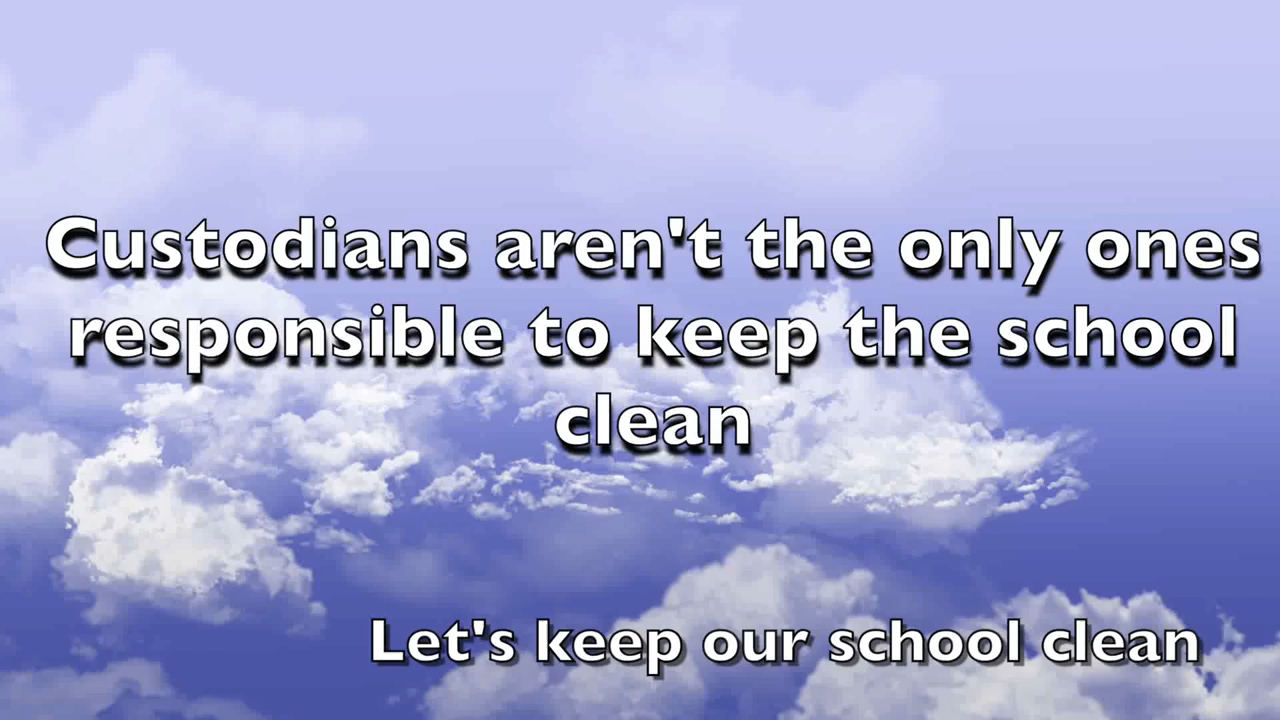 Custodians aren't the only ones
responsible to keep the school
clean
Let's keep our school clean